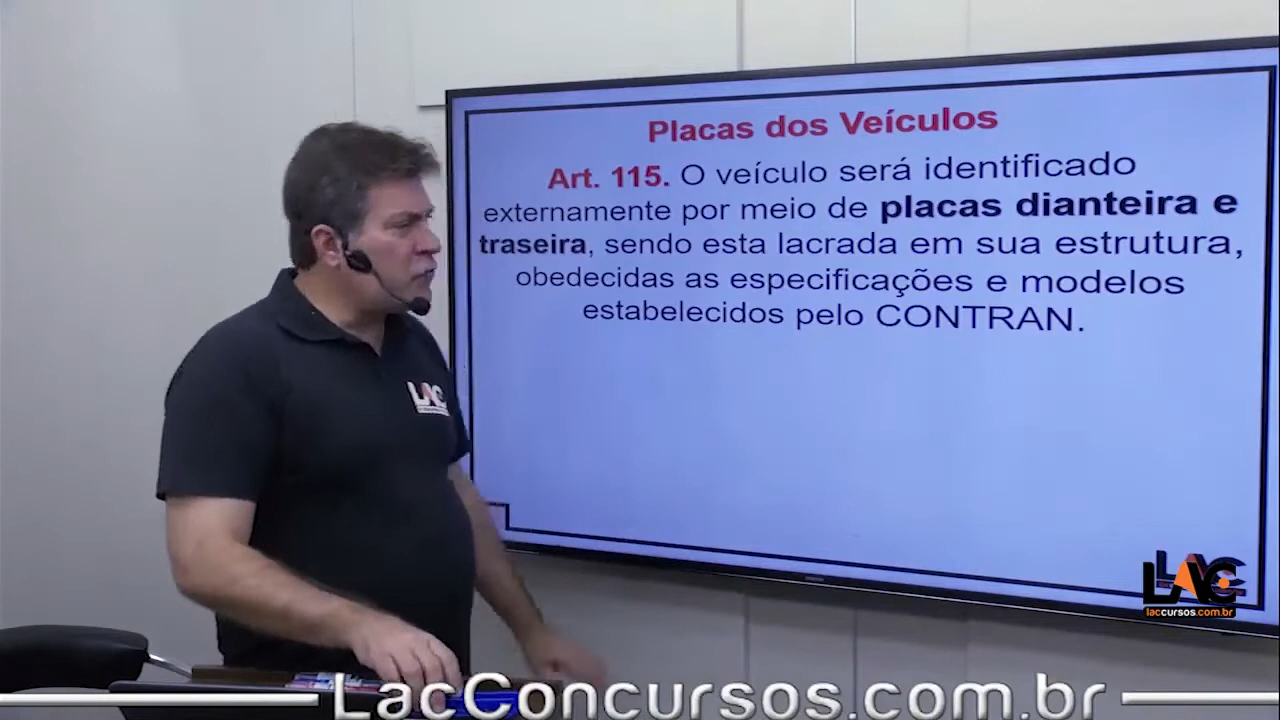 Placas dos Veículos
Art. 115. O veículo será identificado
externamente por meio de placas dianteira e
traseira, sendo esta lacrada em sua estrutura,
obedecidas as especificações e modelos
estabelecidos pelo CONTRAN.
LAC
LAC
laccursos.com.br
LacConcursos.com.br